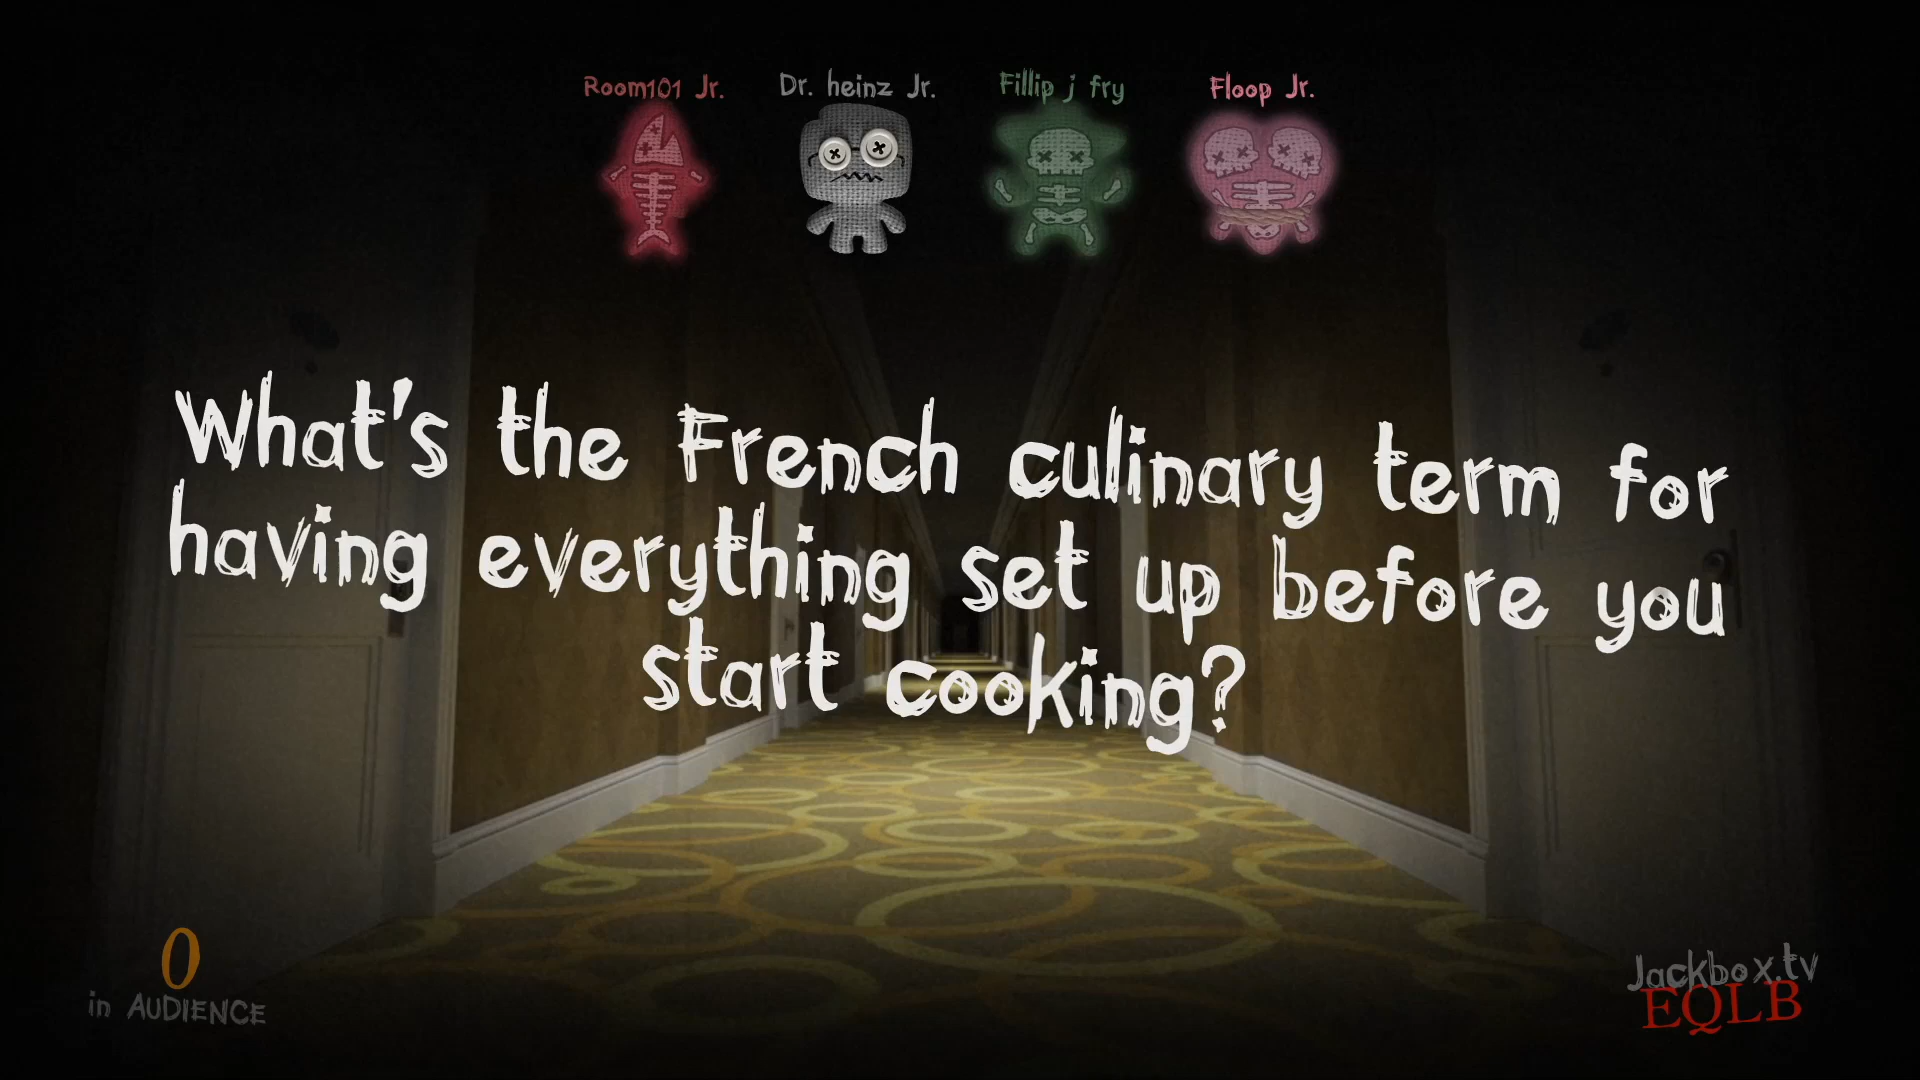 Room101 Jr.
Dr. heinz Jr.
Fillip j fry
Floop Jr.
What's the French culinary term for
having everything set up before you
start cooking?
0
in AUDIENCE
Jackbox.tv
EQLB